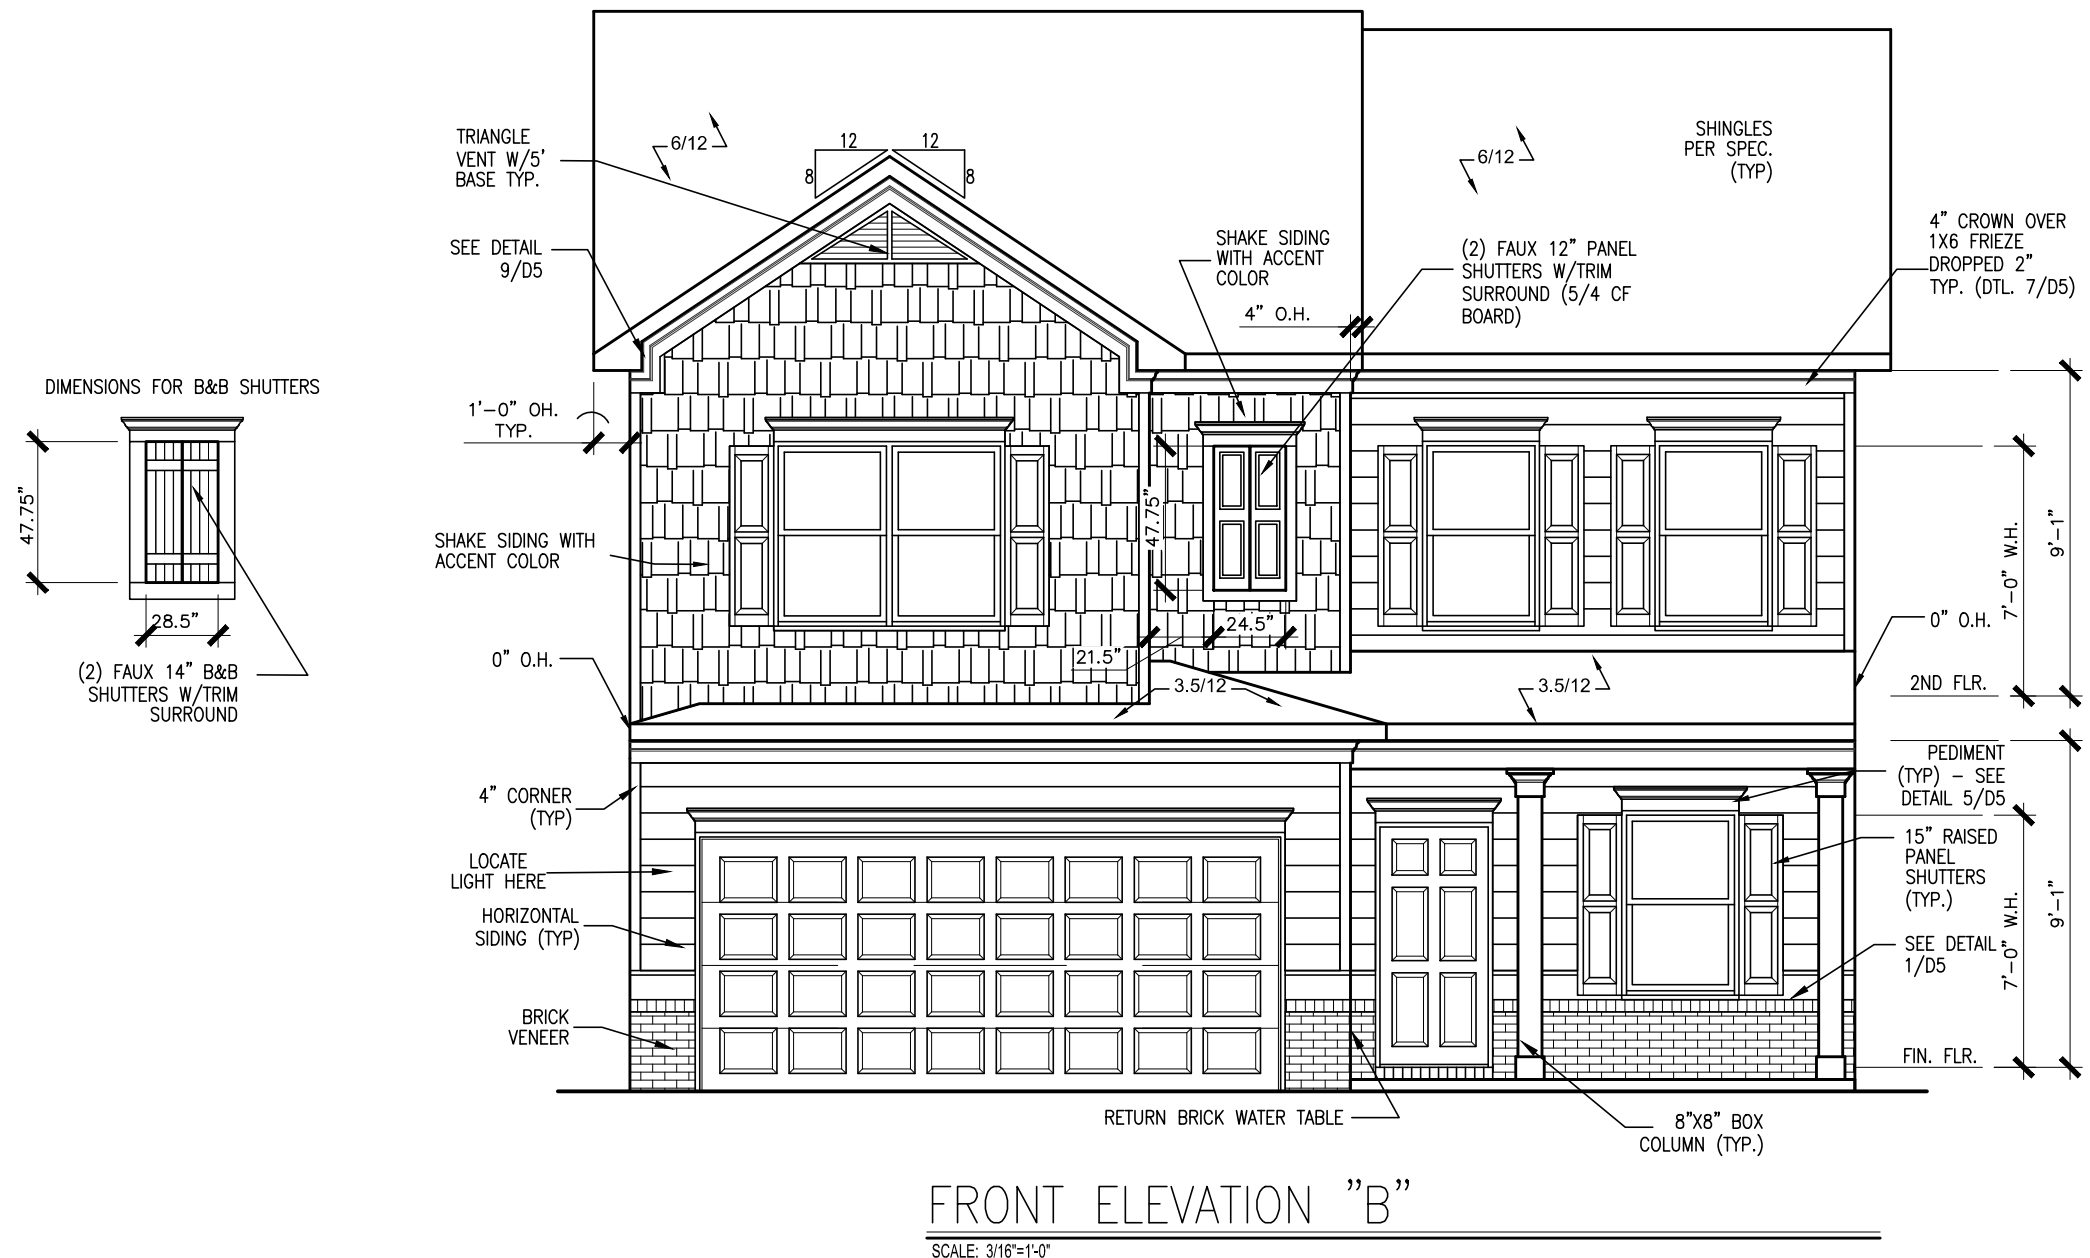 TRIANGLE
VENT W/5'
BASE TYP.
6/12
12
12
8
8
6/12
SHINGLES
PER SPEC.
(TYP)
SEE DETAIL
9/D5
SHAKE SIDING
WITH ACCENT
COLOR
(2) FAUX 12" PANEL
SHUTTERS W/TRIM
SURROUND (5/4 CF
BOARD)
4" CROWN OVER
1X6 FRIEZE
DROPPED 2"
TYP. (DTL. 7/D5)
4" O.H.
DIMENSIONS FOR B&B SHUTTERS
47.75"
28.5"
(2) FAUX 14" B&B
SHUTTERS W/TRIM
SURROUND
1'-0" OH.
TYP.
SHAKE SIDING WITH
ACCENT COLOR
47.75"
24.5"
21.5"
7'-0" W.H.
9'-1"
0" O.H.
0" O.H.
3.5/12
3.5/12
2ND FLR.
PEDIMENT
(TYP) - SEE
DETAIL 5/D5
4" CORNER
(TYP)
15" RAISED
PANEL
SHUTTERS
(TYP.)
LOCATE
LIGHT HERE
HORIZONTAL
SIDING (TYP)
7'-0" W.H.
9'-1"
SEE DETAIL
1/D5
BRICK
VENEER
FIN. FLR.
RETURN BRICK WATER TABLE
8"X8" BOX
COLUMN (TYP.)
FRONT ELEVATION "B"
SCALE: 3/16"=1'-0"